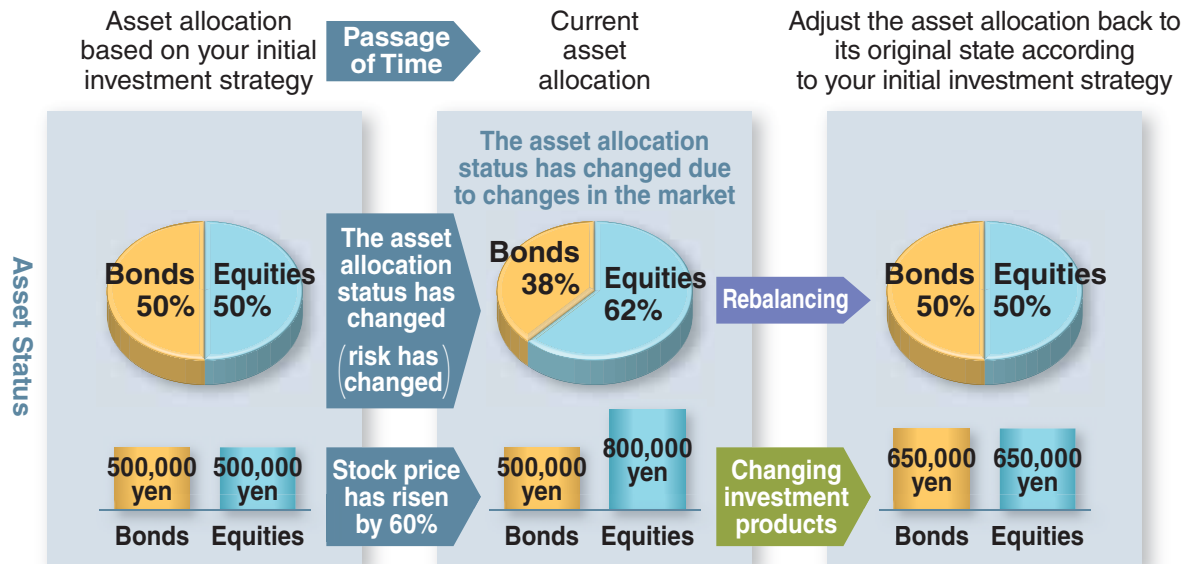 Asset allocation
based on your initial
investment strategy
Passage
of Time
Current
asset
allocation
Adjust the asset allocation back to
its original state according
to your initial investment strategy
Asset Status
Bonds
50%
Equities
50%
The asset
allocation
status has
changed
(risk has
changed)
The asset allocation
status has changed due
to changes in the market
Bonds
38%
Equities
62%
Rebalancing
Bonds
50%
Equities
50%
500,000
yen
500,000
yen
Bonds
Equities
Stock price
has risen
by 60%
500,000
yen
800,000
yen
Bonds
Equities
Changing
investment
products
650,000
yen
650,000
yen
Bonds
Equities